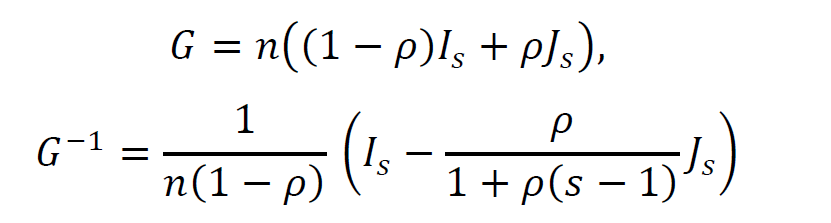 G = n((1 − ρ)I_s + ρJ_s),
G^{−1} = \frac{1}{n(1 − ρ)} (I_s − \frac{ρ}{1 + ρ(s − 1)} J_s)